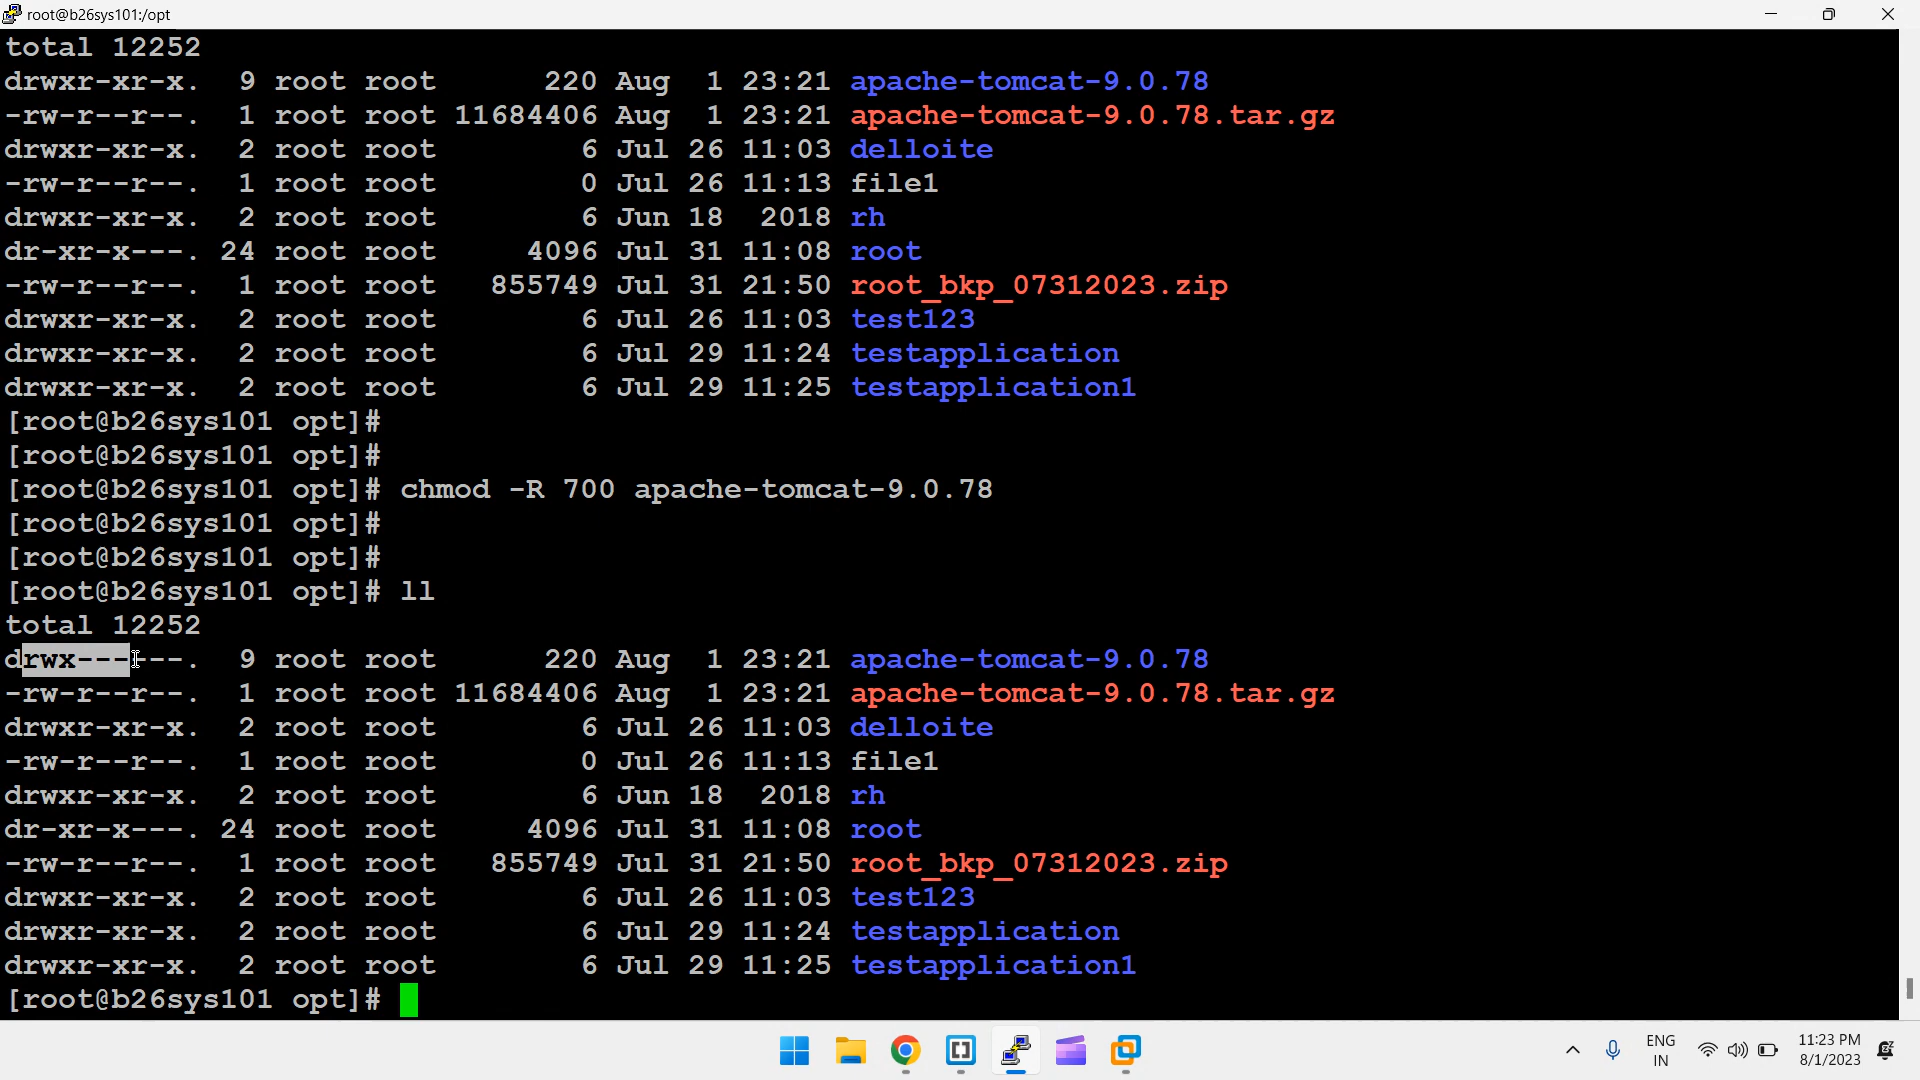 root@b26sys101:/opt
total 12252
drwxr-xr-x.  9 root root      220 Aug  1 23:21 apache-tomcat-9.0.78
-rw-r--r--.  1 root root 11684406 Aug  1 23:21 apache-tomcat-9.0.78.tar.gz
drwxr-xr-x.  2 root root        6 Jul 26 11:03 delloite
-rw-r--r--.  1 root root        0 Jul 26 11:13 file1
drwxr-xr-x.  2 root root        6 Jun 18  2018 rh
dr-xr-x---. 24 root root     4096 Jul 31 11:08 root
-rw-r--r--.  1 root root   855749 Jul 31 21:50 root_bkp_07312023.zip
drwxr-xr-x.  2 root root        6 Jul 26 11:03 test123
drwxr-xr-x.  2 root root        6 Jul 29 11:24 testapplication
drwxr-xr-x.  2 root root        6 Jul 29 11:25 testapplication1
[root@b26sys101 opt]#
[root@b26sys101 opt]#
[root@b26sys101 opt]# chmod -R 700 apache-tomcat-9.0.78
[root@b26sys101 opt]#
[root@b26sys101 opt]#
[root@b26sys101 opt]# ll
total 12252
drwx------.  9 root root      220 Aug  1 23:21 apache-tomcat-9.0.78
-rw-r--r--.  1 root root 11684406 Aug  1 23:21 apache-tomcat-9.0.78.tar.gz
drwxr-xr-x.  2 root root        6 Jul 26 11:03 delloite
-rw-r--r--.  1 root root        0 Jul 26 11:13 file1
drwxr-xr-x.  2 root root        6 Jun 18  2018 rh
dr-xr-x---. 24 root root     4096 Jul 31 11:08 root
-rw-r--r--.  1 root root   855749 Jul 31 21:50 root_bkp_07312023.zip
drwxr-xr-x.  2 root root        6 Jul 26 11:03 test123
drwxr-xr-x.  2 root root        6 Jul 29 11:24 testapplication
drwxr-xr-x.  2 root root        6 Jul 29 11:25 testapplication1
[root@b26sys101 opt]#
ENG
IN
11:23 PM
8/1/2023